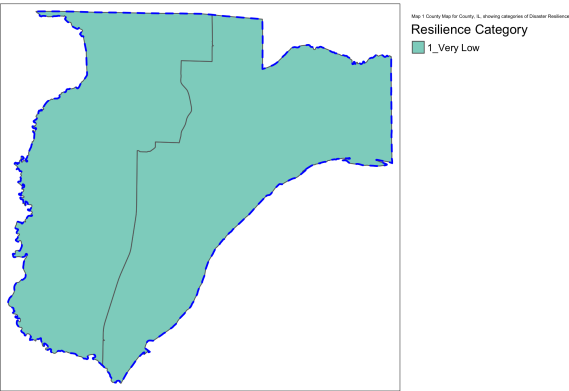 Map 1 County Map for County, IL, showing categories of Disaster Resilience
Resilience Category
1_Very Low